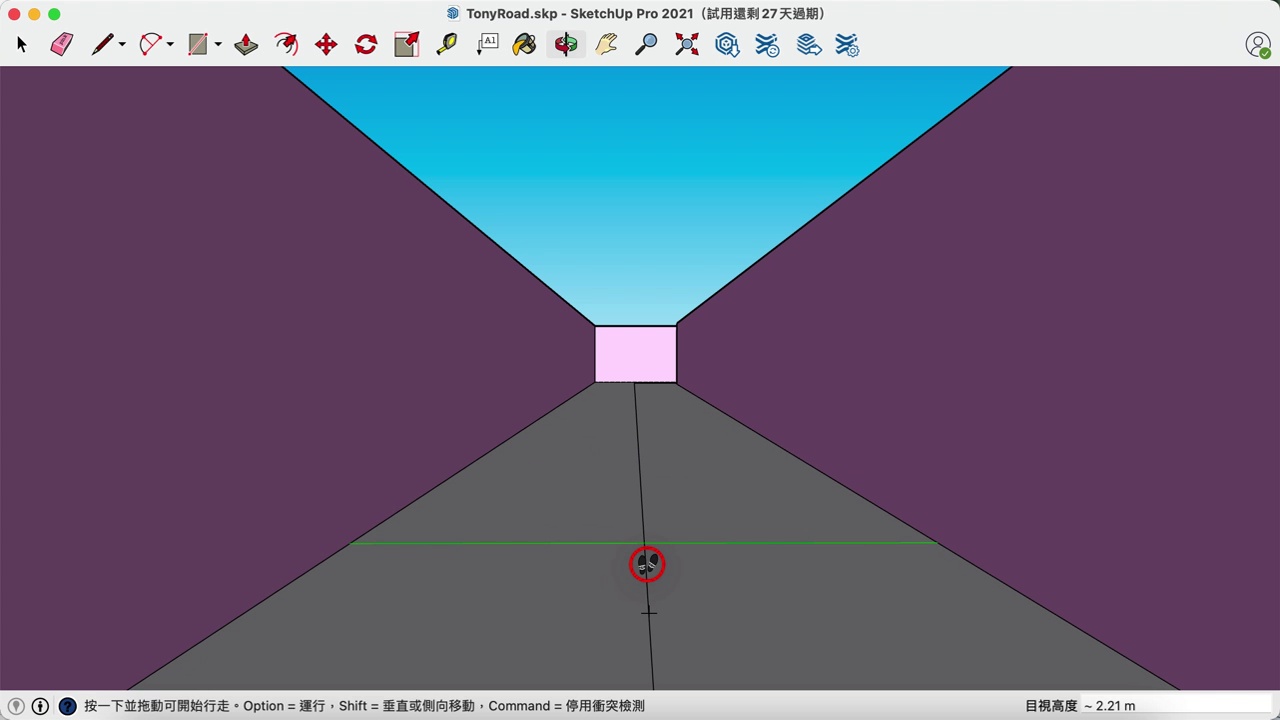 TonyRoad.skp - SketchUp Pro 2021（試用還剩 27 天過期）
A1
按一下並拖動可開始行走。Option = 運行，Shift = 垂直或側向移動，Command = 停用衝突檢測
目視高度 ~ 2.21 m